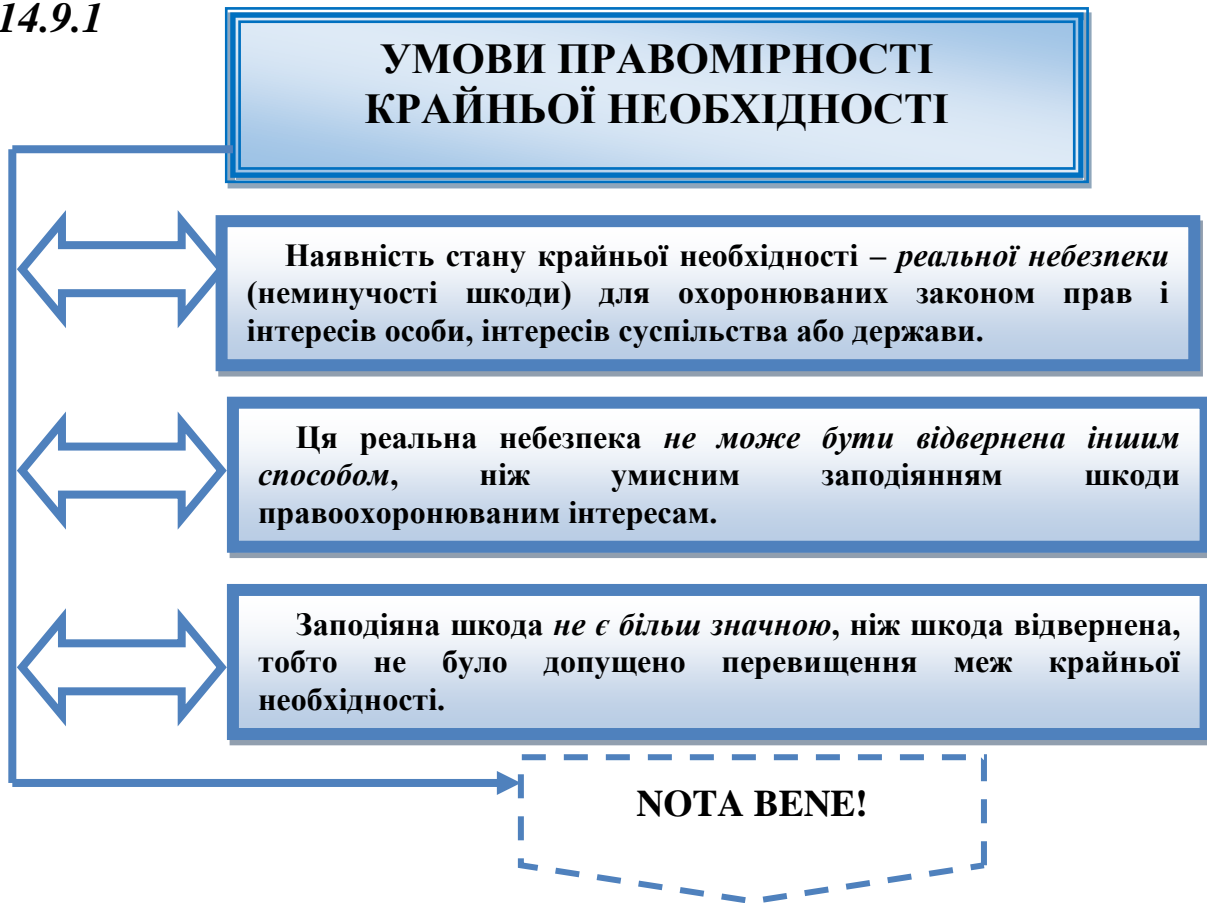 14.9.1
УМОВИ ПРАВОМІРНОСТІ
КРАЙНЬОЇ НЕОБХІДНОСТІ
Наявність стану крайньої необхідності – реальної небезпеки
(неминучості шкоди) для охоронюваних законом прав і
інтересів особи, інтересів суспільства або держави.
Ця реальна небезпека не може бути відвернена іншим
способом, ніж умисним заподіянням шкоди
правоохоронюваним інтересам.
Заподіяна шкода не є більш значною, ніж шкода відвернена,
тобто не було допущено перевищення меж крайньої
необхідності.
NOTA BENE!